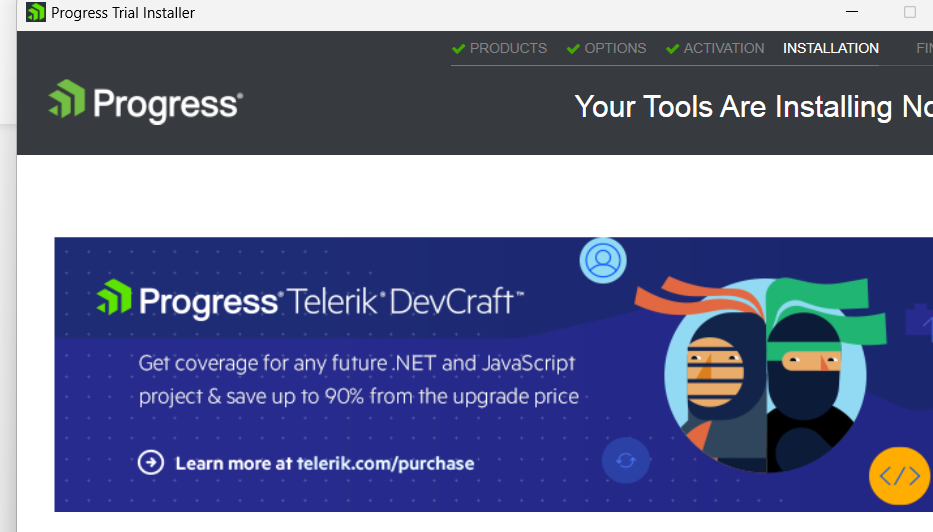 Progress Trial Installer
PRODUCTS OPTIONS ACTIVATION INSTALLATION FIN
Progress®
Your Tools Are Installing No
Progress® Telerik® DevCraft™
Get coverage for any future .NET and JavaScript
project & save up to 90% from the upgrade price
Learn more at telerik.com/purchase